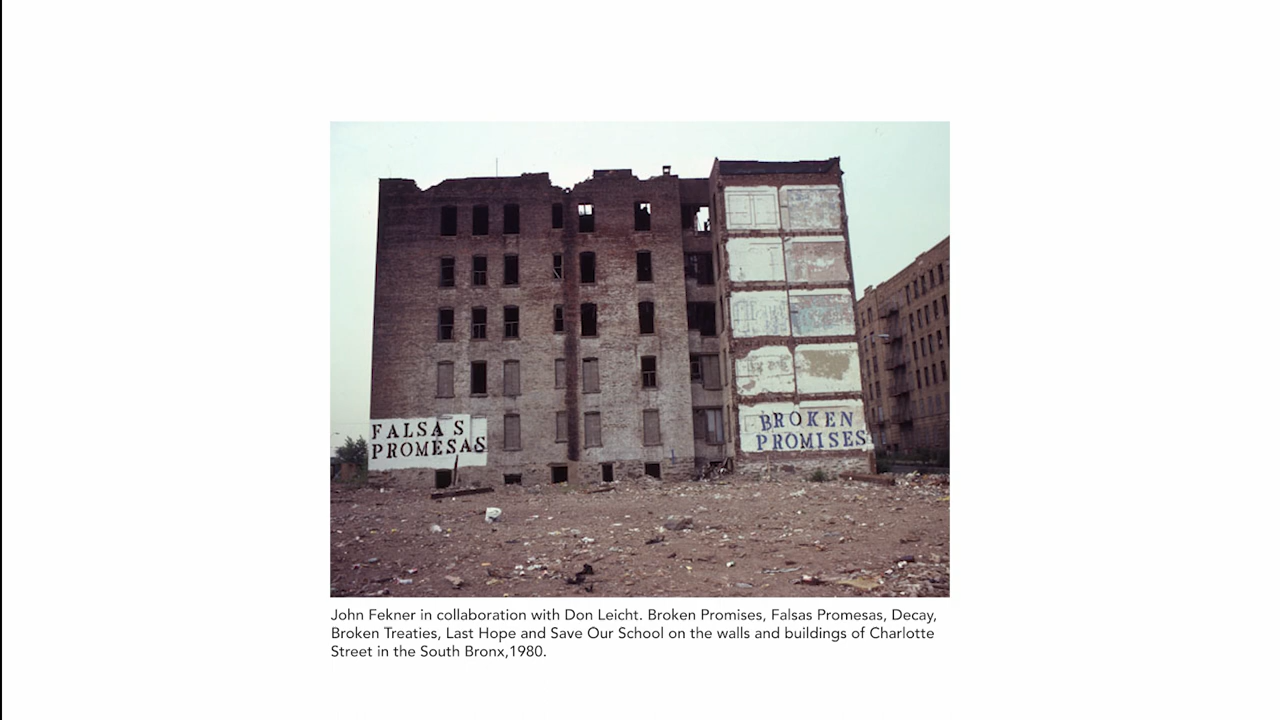 FALSAS
PROMESAS
BROKEN
PROMISES
John Fekner in collaboration with Don Leicht. Broken Promises, Falsas Promesas, Decay,
Broken Treaties, Last Hope and Save Our School on the walls and buildings of Charlotte
Street in the South Bronx,1980.